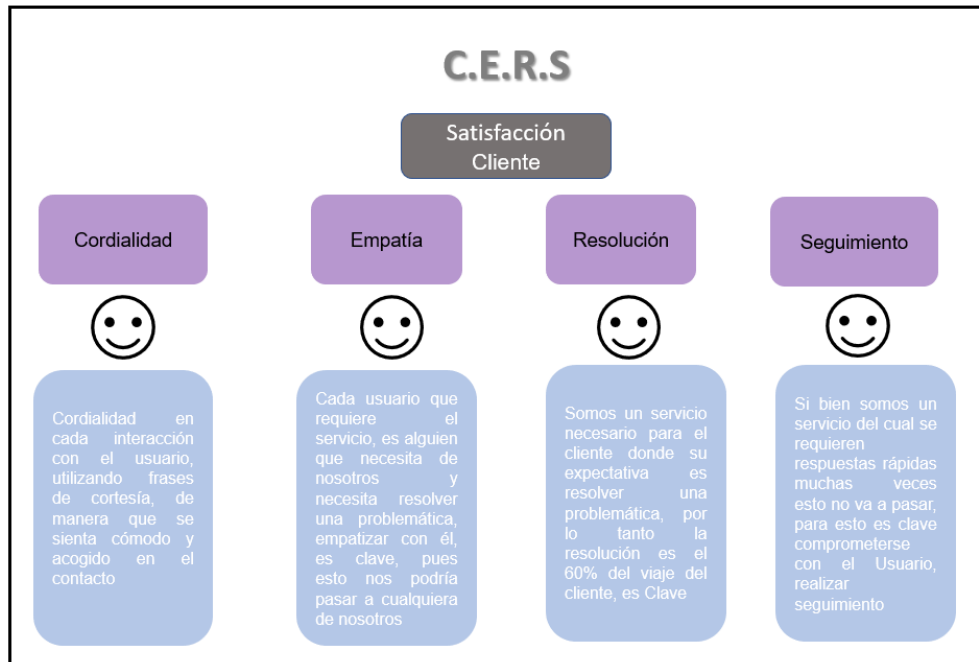 C.E.R.S
Satisfacción
Cliente
Cordialidad
Empatía
Resolución
Seguimiento
Cordialidad en
cada interacción
con el usuario,
utilizando frases
de cortesía, de
manera que se
sienta cómodo y
acogido en el
contacto
Cada usuario que
requiere el
servicio, es alguien
que necesita de
nosotros y
necesita resolver
una problemática,
empatizar con él,
es clave, pues
esto nos podría
pasar a cualquiera
de nosotros
Somos un servicio
necesario para el
cliente donde su
expectativa es
resolver una
problemática, por
lo tanto la
resolución es el
60% del viaje del
cliente, es Clave
Si bien somos un
servicio del cual se
requieren
respuestas rápidas
muchas veces
esto no va a pasar,
para esto es clave
comprometerse
con el Usuario,
realizar
seguimiento